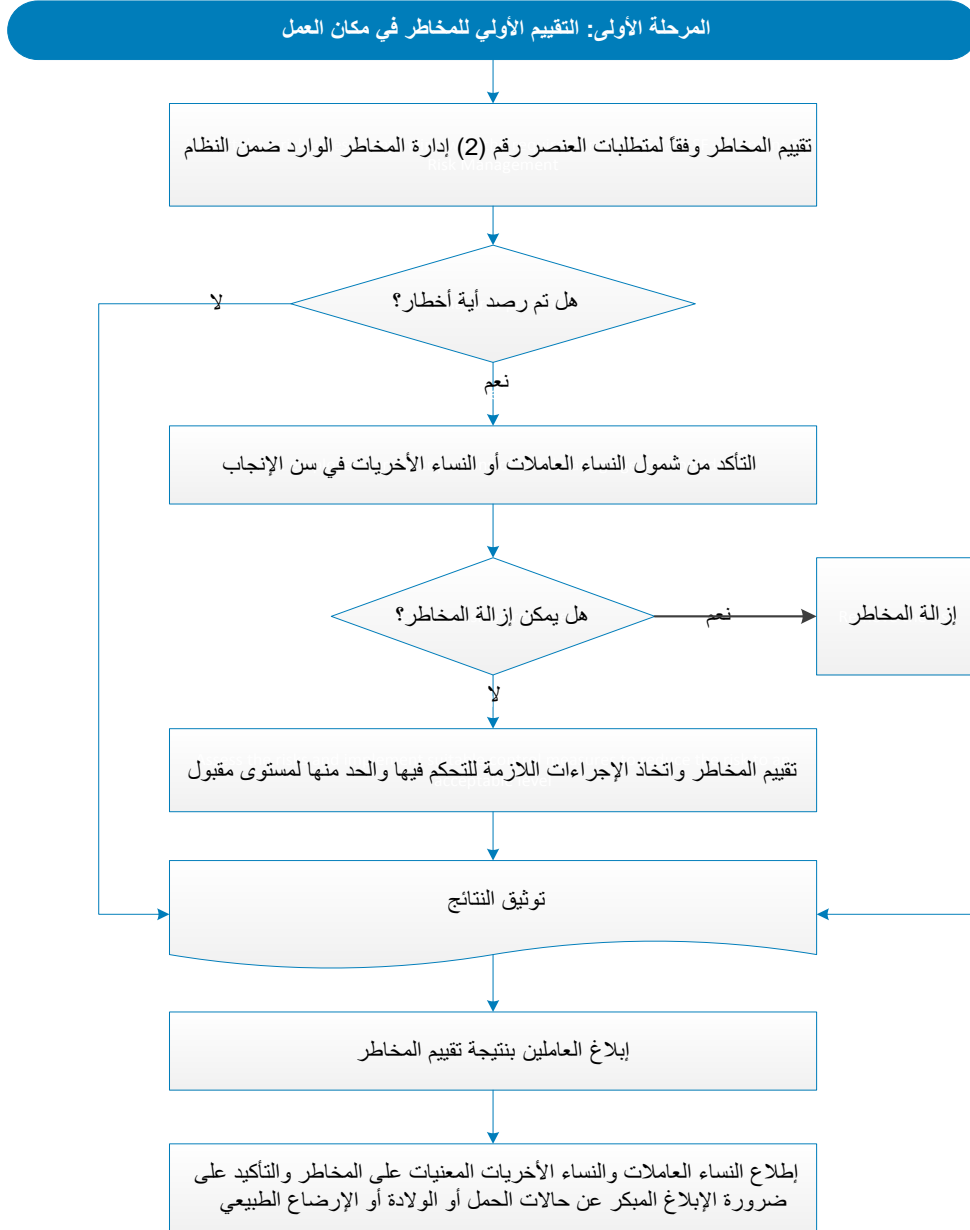 المرحلة الأولى: التقييم الأولي للمخاطر في مكان العمل
تقييم المخاطر وفقاً لمتطلبات العنصر رقم (2) إدارة المخاطر الوارد ضمن النظام
Risk Management
هل تم رصد أية أخطار؟
لا
نعم
التأكد من شمول النساء العاملات أو النساء الأخريات في سن الإنجاب
هل يمكن إزالة المخاطر؟
نعم
إزالة المخاطر
لا
تقييم المخاطر واتخاذ الإجراءات اللازمة للتحكم فيها والحد منها لمستوى مقبول
توثيق النتائج
إبلاغ العاملين بنتيجة تقييم المخاطر
إطلاع النساء العاملات والنساء الأخريات المعنيات على المخاطر والتأكيد على
ضرورة الإبلاغ المبكر عن حالات الحمل أو الولادة أو الإرضاع الطبيعي